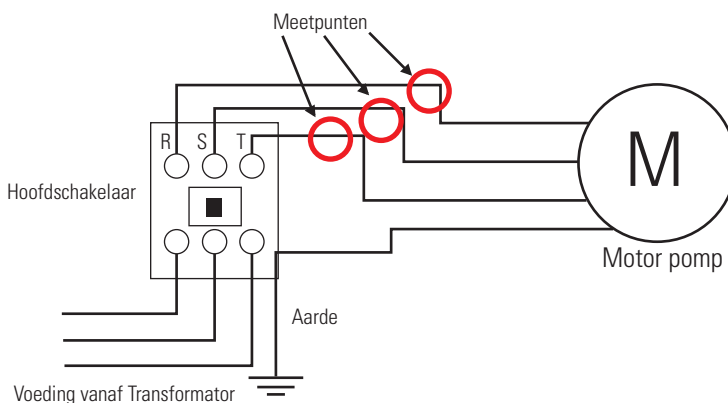 Meetpunten
R S T
Hoofdschakelaar
M
Motor pomp
Aarde
Voeding vanaf Transformator